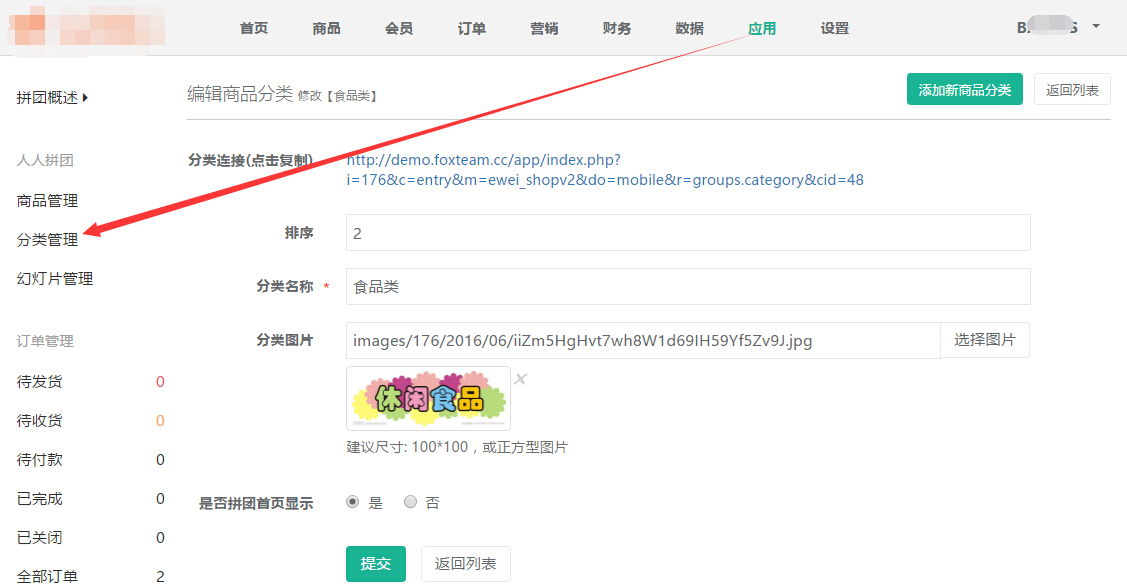 首页 商品 会员 订单 营销 财务 数据 应用 设置
拼团概述
人人拼团
商品管理
分类管理
幻灯片管理
订单管理
待发货 0
待收货 0
待付款 0
已完成 0
已关闭 0
全部订单 2
编辑商品分类 修改【食品类】
添加新商品分类 返回列表
分类连接(点击复制) http://demo.foxteam.cc/app/index.php?
i=176&c=entry&m=ewei_shopv2&do=mobile&r=groups.category&cid=48
排序 2
分类名称 * 食品类
分类图片 images/176/2016/06/iiZm5HgHvt7wh8W1d69IH59Yf5Zv9J.jpg 选择图片
休闲食品
建议尺寸: 100*100，或正方型图片
是否拼团首页显示 是 否
提交 返回列表